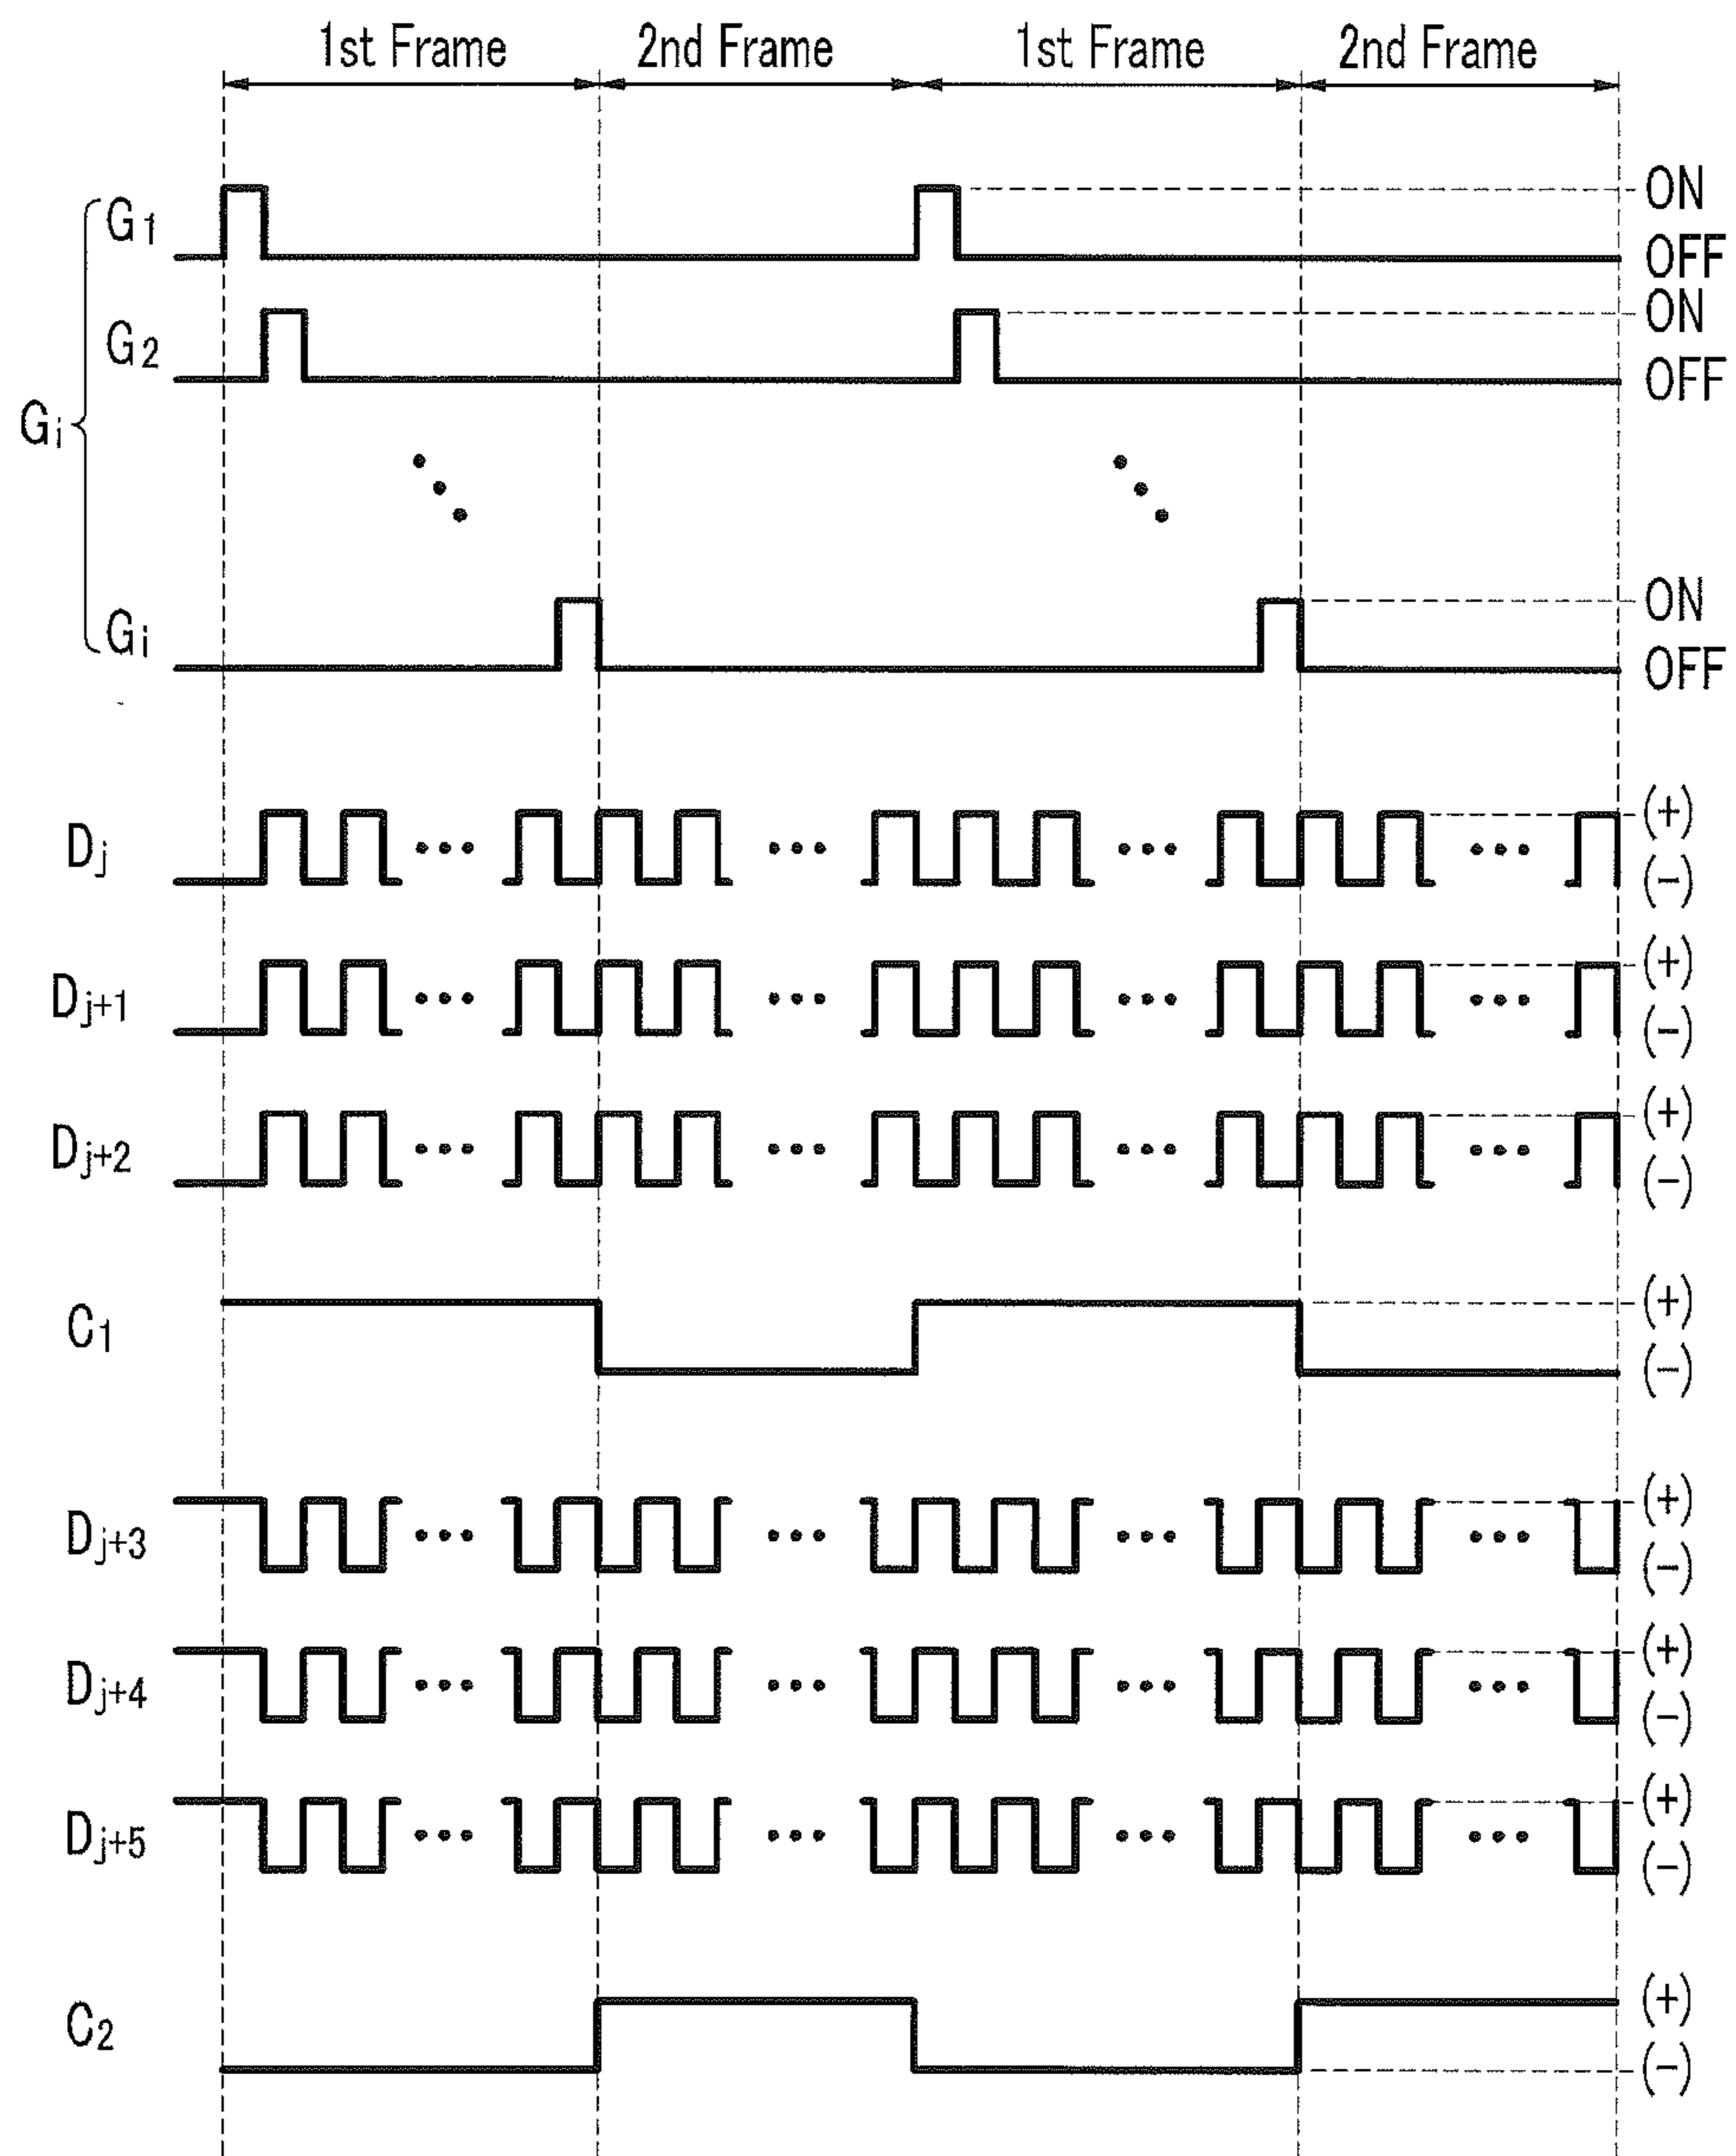 1st Frame 2nd Frame 1st Frame 2nd Frame
G1 ON
OFF
G2 ON
OFF
Gi
Gi ON
OFF
Dj (+)
(-)
Dj+1 (+)
(-)
Dj+2 (+)
(-)
C1 (+)
(-)
Dj+3 (+)
(-)
Dj+4 (+)
(-)
Dj+5 (+)
(-)
C2 (+)
(-)